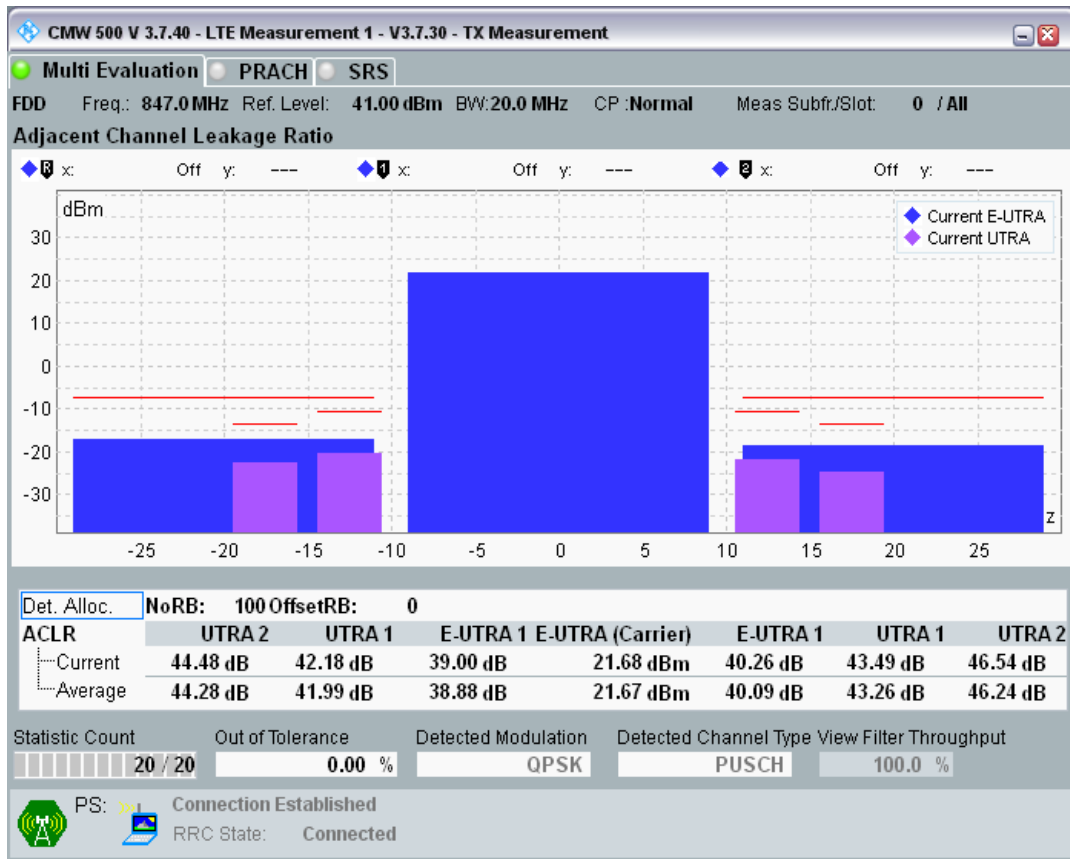 CMW 500 V 3.7.40 - LTE Measurement 1 - V3.7.30 - TX Measurement
Multi Evaluation PRACH SRS
FDD Freq.: 847.0 MHz Ref. Level: 41.00 dBm BW:20.0 MHz CP :Normal Meas Subfr./Slot: 0 / All
Adjacent Channel Leakage Ratio
R x: Off y: --- 1 x: Off y: --- 2 x: Off y: ---
dBm
Current E-UTRA
Current UTRA
30
20
10
0
-10
-20
-30
z
-25 -20 -15 -10 -5 0 5 10 15 20 25
Det. Alloc. NoRB: 100 OffsetRB: 0
ACLR UTRA 2 UTRA 1 E-UTRA 1 E-UTRA (Carrier) E-UTRA 1 UTRA 1 UTRA 2
Current 44.48 dB 42.18 dB 39.00 dB 21.68 dBm 40.26 dB 43.49 dB 46.54 dB
Average 44.28 dB 41.99 dB 38.88 dB 21.67 dBm 40.09 dB 43.26 dB 46.24 dB
Statistic Count Out of Tolerance Detected Modulation Detected Channel Type View Filter Throughput
20 / 20 0.00 % QPSK PUSCH 100.0 %
PS: Connection Established
RRC State: Connected